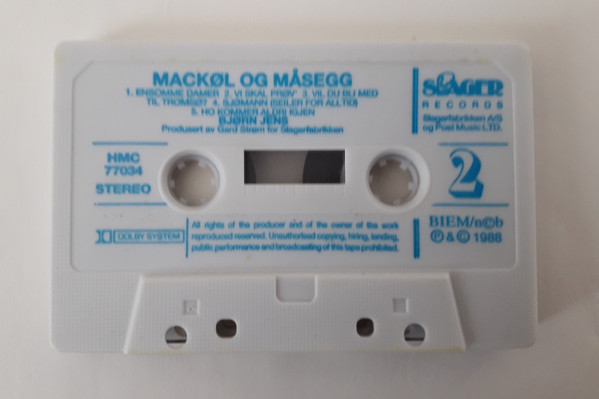 MACKØL OG MÅSEGG
1. ENSOMME DAMER 2. VI SKAL PRØV' 3. VIL DU BLI MED
TIL TROMSØ? 4. SJØMANN (SEILER FOR ALLTID)
5. HO KOMMER ALDRI IGJEN
BJØRN JENS
Produsert av Gard Strøm for Slagerfabrikken
SLAGER
RECORDS
Slagerfabrikken A/S
og Post Music LTD.
HMC
77034
STEREO
2
DOLBY SYSTEM
All rights of the producer and of the owner of the work
reproduced reserved. Unauthorised copying, hiring, lending,
public performance and broadcasting of this tape prohibited.
BIEM/n©b
℗ & © 1988